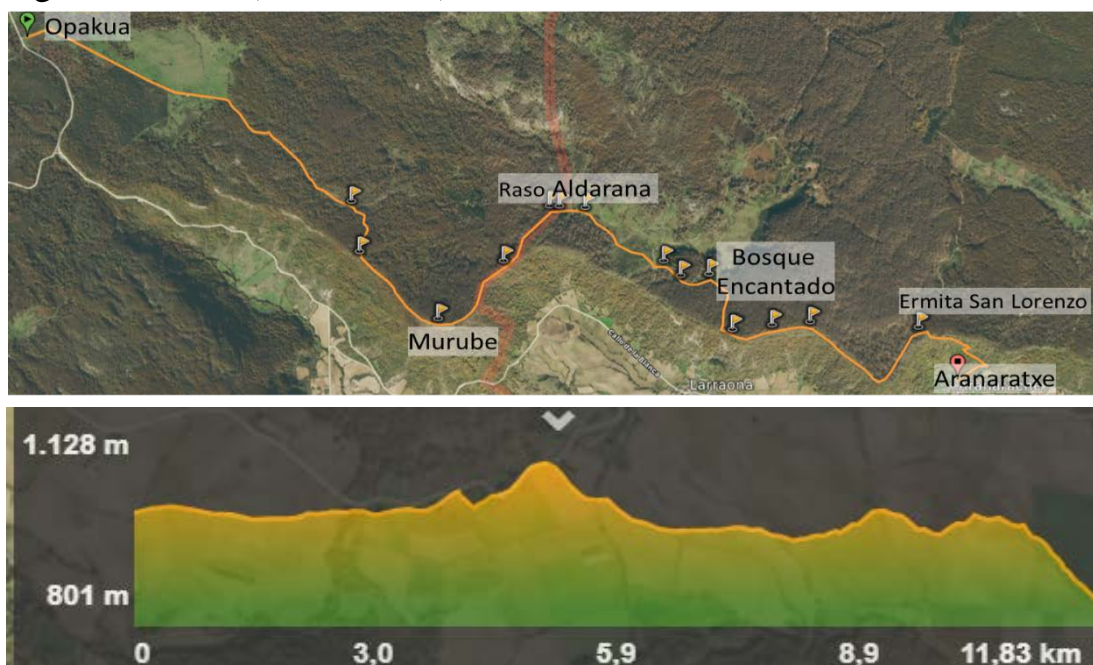 Opakua
Raso Aldarana
Bosque
Encantado
Ermita San Lorenzo
Murube
Larraona
Aranaratxe
1.128 m
801 m
0 3,0 5,9 8,9 11,83 km